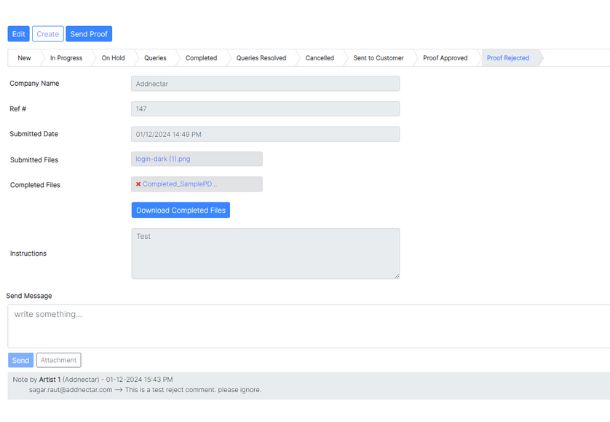 Edit Create Send Proof
New In Progress On Hold Queries Completed Queries Resolved Cancelled Sent to Customer Proof Approved Proof Rejected
Company Name Addnectar
Ref # 147
Submitted Date 01/12/2024 14:49 PM
Submitted Files login-dark (1).png
Completed Files Completed_SamplePD...
Download Completed Files
Test
Instructions
Send Message
write something...
Send Attachment
Note by Artist 1 (Addnectar) - 01-12-2024 15:43 PM
sagar.raut@addnectar.com --> This is a test reject comment. please ignore.